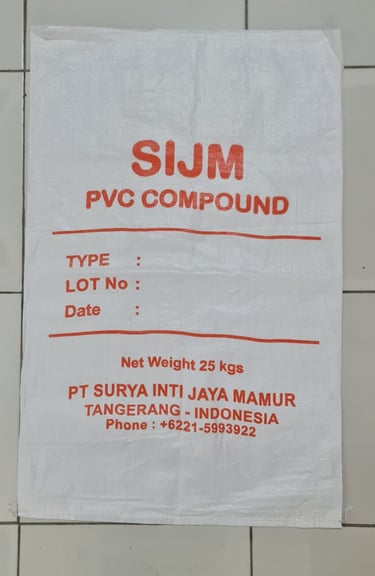 SIJM
PVC COMPOUND
TYPE :
LOT No :
Date :
Net Weight 25 kgs
PT SURYA INTI JAYA MAMUR
TANGERANG - INDONESIA
Phone : +6221-5993922